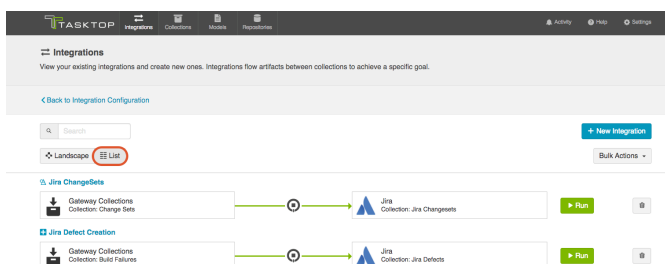 TASKTOP
Integrations
Collections
Models
Repositories
Activity
Help
Settings
Integrations
View your existing integrations and create new ones. Integrations flow artifacts between collections to achieve a specific goal.
Back to Integration Configuration
Search
+ New Integration
Landscape
List
Bulk Actions
Jira ChangeSets
Gateway Collections
Collection: Change Sets
Jira
Collection: Jira Changesets
Run
Jira Defect Creation
Gateway Collections
Collection: Build Failures
Jira
Collection: Jira Defects
Run